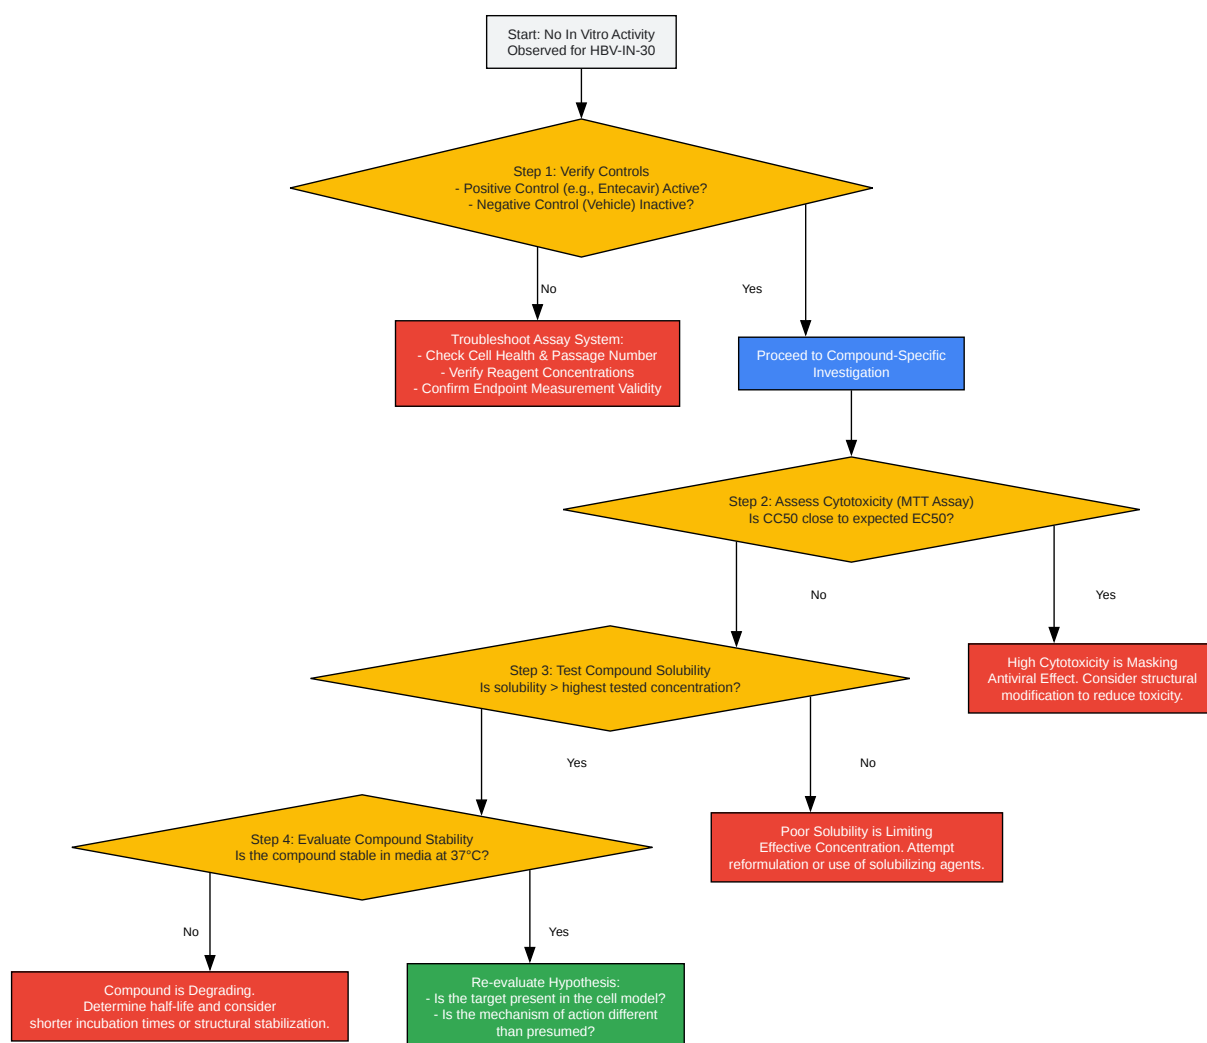 Start: No In Vitro Activity
Observed for HBV-IN-30
Step 1: Verify Controls
- Positive Control (e.g., Entecavir) Active?
- Negative Control (Vehicle) Inactive?
No
Yes
Troubleshoot Assay System:
- Check Cell Health & Passage Number
- Verify Reagent Concentrations
- Confirm Endpoint Measurement Validity
Proceed to Compound-Specific
Investigation
Step 2: Assess Cytotoxicity (MTT Assay)
Is CC50 close to expected EC50?
No
Yes
Step 3: Test Compound Solubility
Is solubility > highest tested concentration?
High Cytotoxicity is Masking
Antiviral Effect. Consider structural
modification to reduce toxicity.
Yes
No
Step 4: Evaluate Compound Stability
Is the compound stable in media at 37°C?
Poor Solubility is Limiting
Effective Concentration. Attempt
reformulation or use of solubilizing agents.
No
Yes
Compound is Degrading.
Determine half-life and consider
shorter incubation times or structural stabilization.
Re-evaluate Hypothesis:
- Is the target present in the cell model?
- Is the mechanism of action different
than presumed?